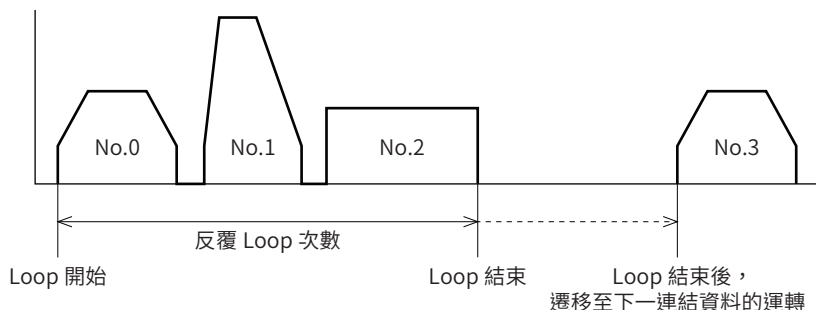 No.0
No.1
No.2
No.3
反覆 Loop 次數
Loop 開始
Loop 結束
Loop 結束後，
遷移至下一連結資料的運轉